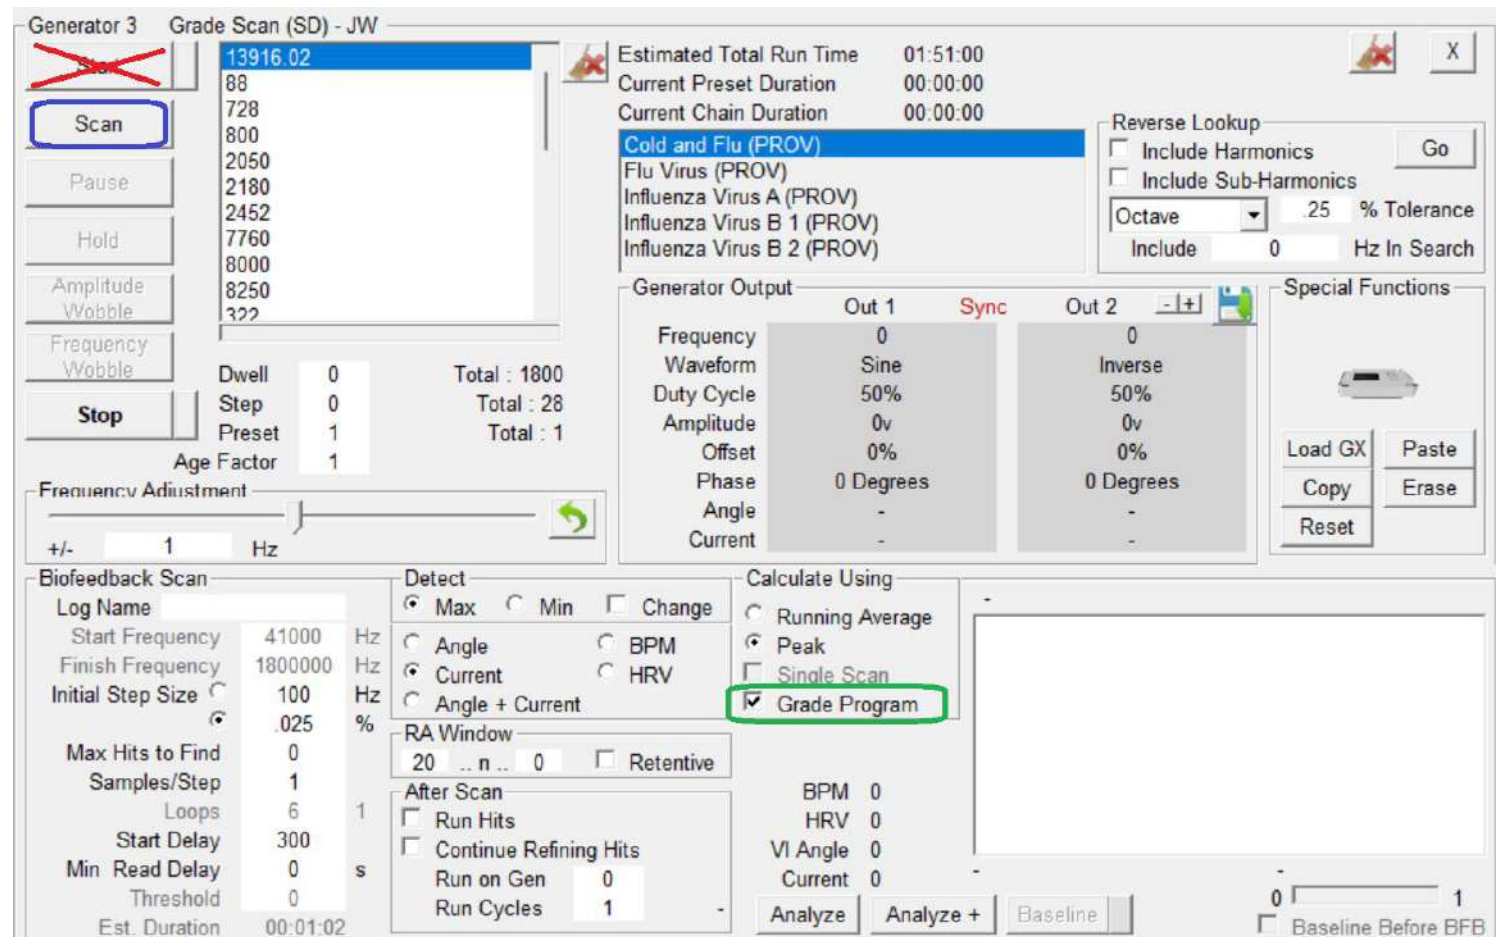 Generator 3 Grade Scan (SD) - JW
Start
Scan
Pause
Hold
Amplitude
Wobble
Frequency
Wobble
Stop
13916.02
88
728
800
2050
2180
2452
7760
8000
8250
322
Dwell 0 Total : 1800
Step 0 Total : 28
Preset 1 Total : 1
Age Factor 1
Estimated Total Run Time 01:51:00
Current Preset Duration 00:00:00
Current Chain Duration 00:00:00
X
Cold and Flu (PROV)
Flu Virus (PROV)
Influenza Virus A (PROV)
Influenza Virus B 1 (PROV)
Influenza Virus B 2 (PROV)
Reverse Lookup
Include Harmonics Go
Include Sub-Harmonics
Octave .25 % Tolerance
Include 0 Hz In Search
Generator Output
Out 1 Sync Out 2 - +
Frequency 0 0
Waveform Sine Inverse
Duty Cycle 50% 50%
Amplitude 0v 0v
Offset 0% 0%
Phase 0 Degrees 0 Degrees
Angle - -
Current - -
Special Functions
Load GX Paste
Copy Erase
Reset
Frequency Adjustment
+/- 1 Hz
Biofeedback Scan
Log Name
Start Frequency 41000 Hz
Finish Frequency 1800000 Hz
Initial Step Size 100 Hz
.025 %
Max Hits to Find 0
Samples/Step 1
Loops 6 1
Start Delay 300
Min Read Delay 0 s
Threshold 0
Est. Duration 00:01:02
Detect
Max Min Change
Angle BPM
Current HRV
Angle + Current
RA Window
20 .. n .. 0 Retentive
After Scan
Run Hits
Continue Refining Hits
Run on Gen 0
Run Cycles 1 -
Calculate Using
Running Average
Peak
Single Scan
Grade Program
BPM 0
HRV 0
VI Angle 0
Current 0 -
Analyze Analyze + Baseline
-
-
0 1
Baseline Before BFB